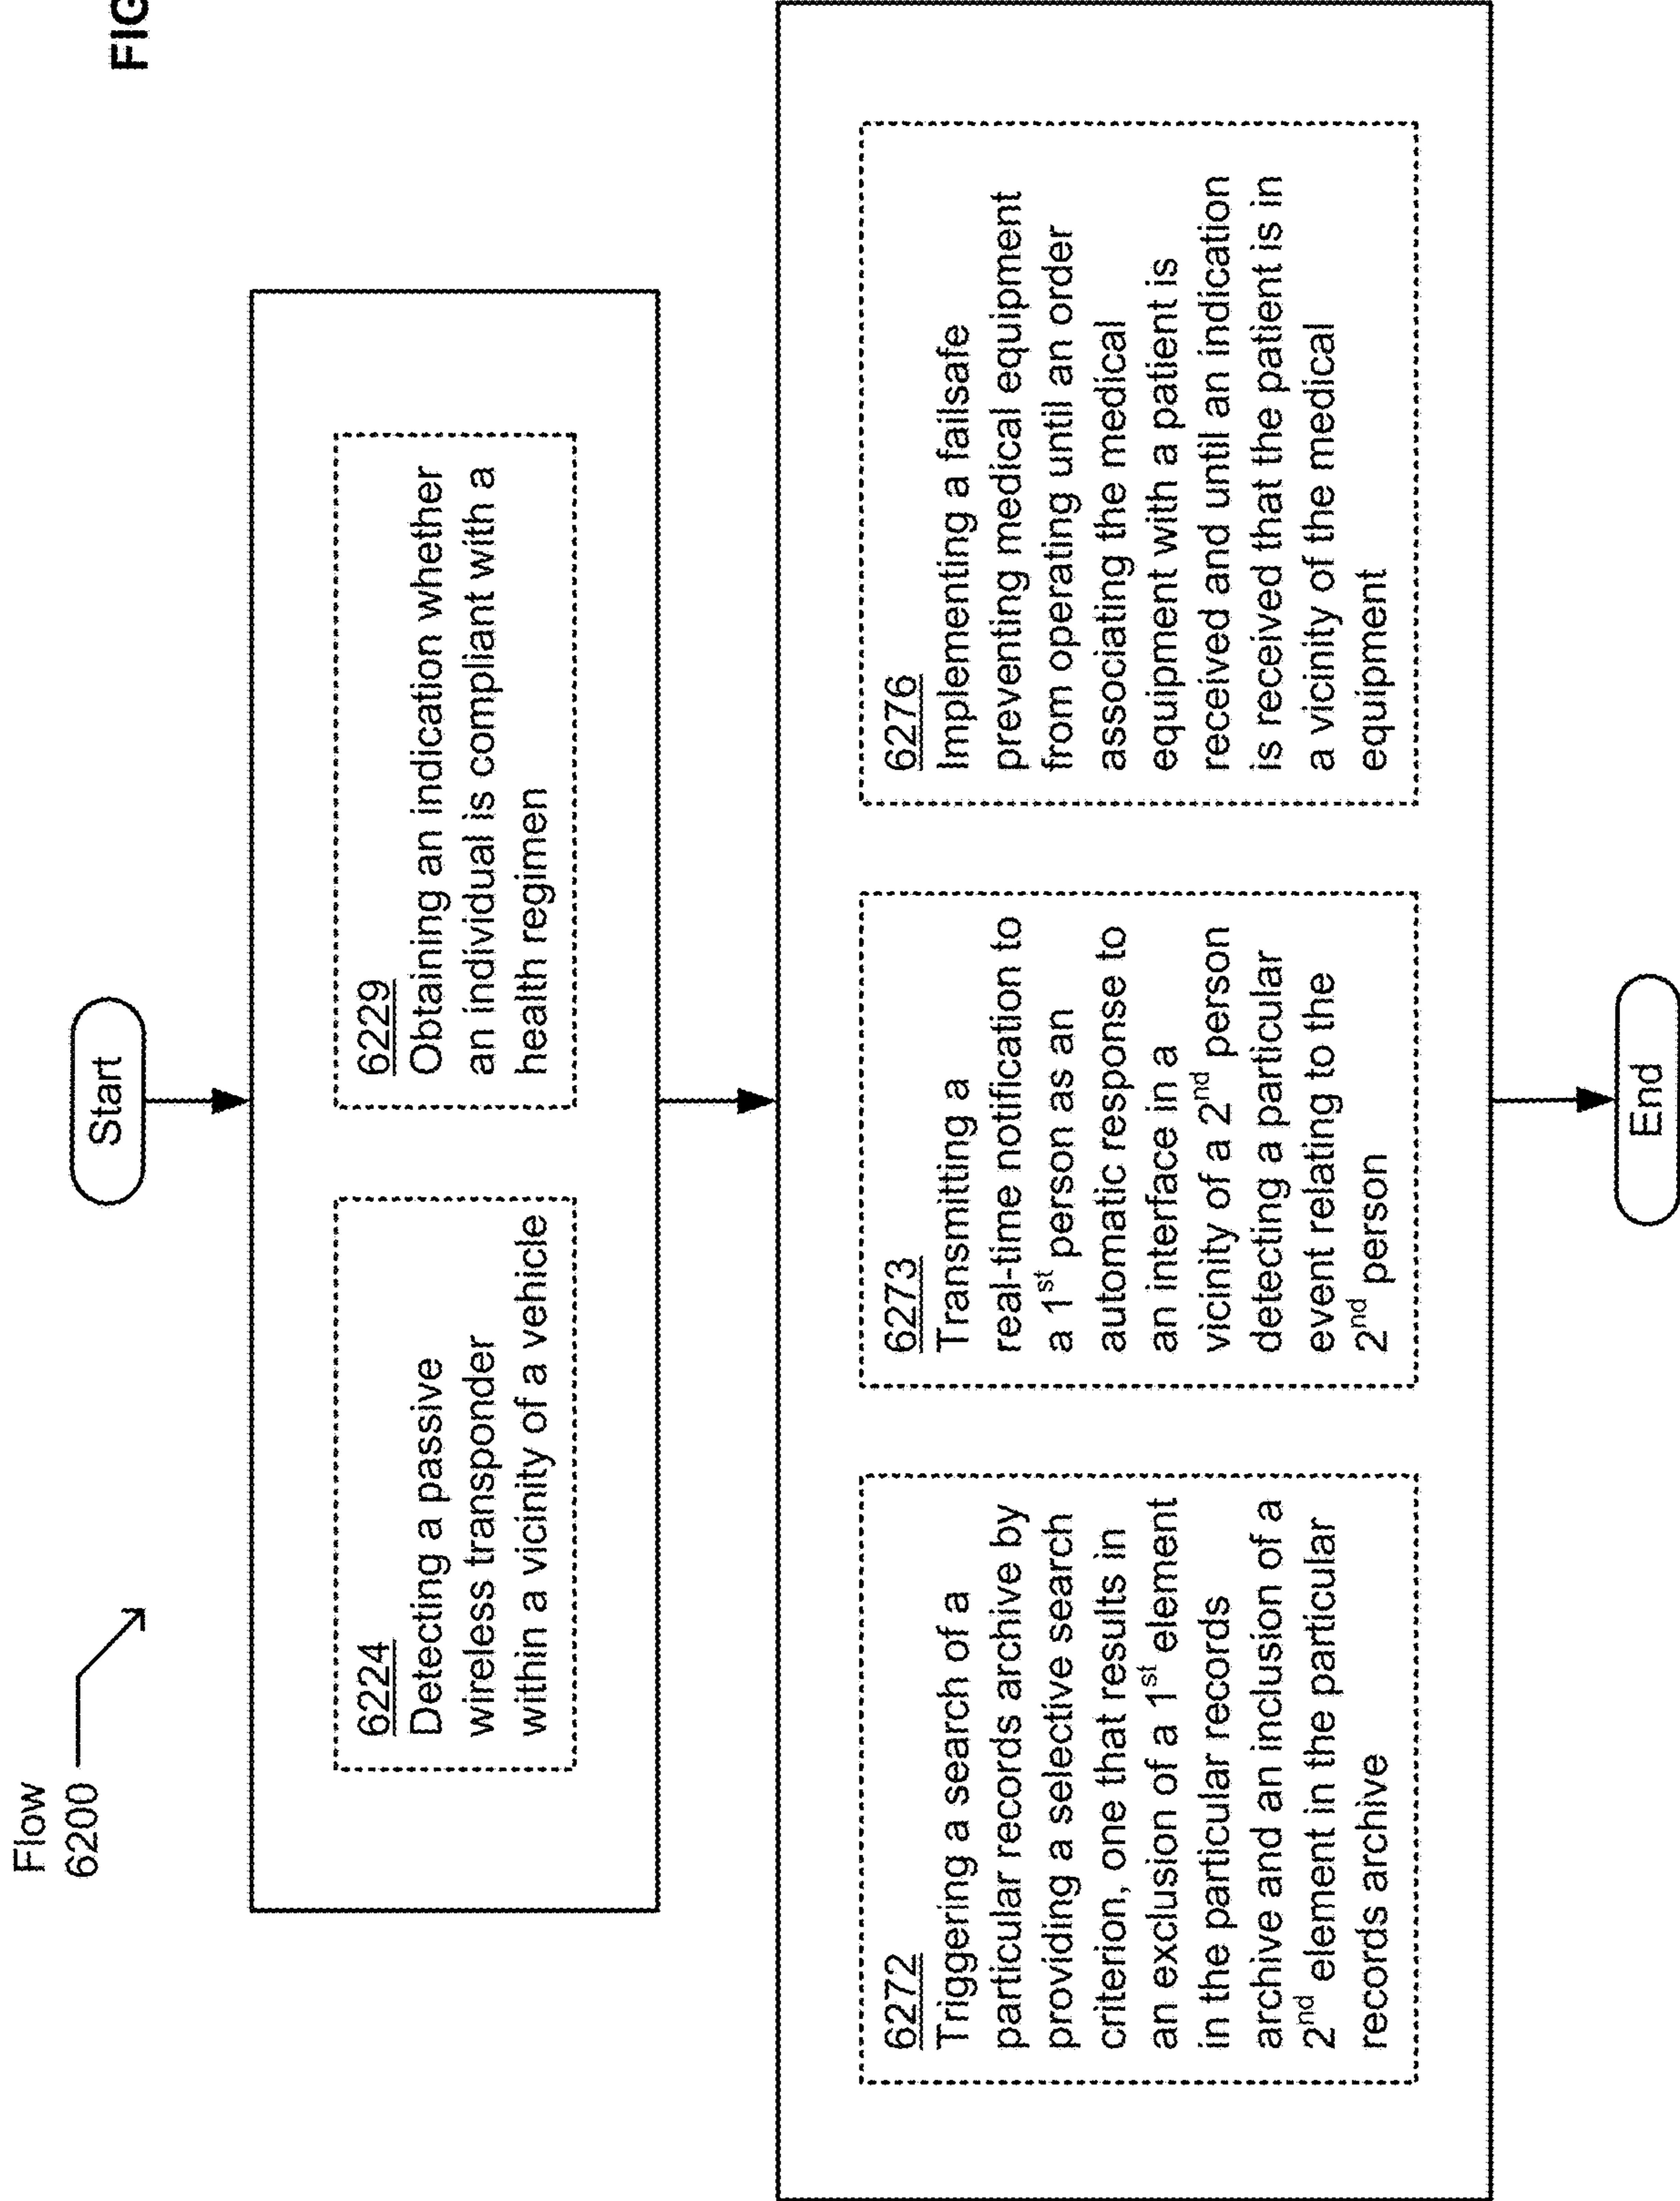 FIG
Flow
6200
Start
6224
Detecting a passive
wireless transponder
within a vicinity of a vehicle
6229
Obtaining an indication whether
an individual is compliant with a
health regimen
6272
Triggering a search of a
particular records archive by
providing a selective search
criterion, one that results in
an exclusion of a 1st element
in the particular records
archive and an inclusion of a
2nd element in the particular
records archive
6273
Transmitting a
real-time notification to
a 1st person as an
automatic response to
an interface in a
vicinity of a 2nd person
detecting a particular
event relating to the
2nd person
6276
Implementing a failsafe
preventing medical equipment
from operating until an order
associating the medical
equipment with a patient is
received and until an indication
is received that the patient is in
a vicinity of the medical
equipment
End